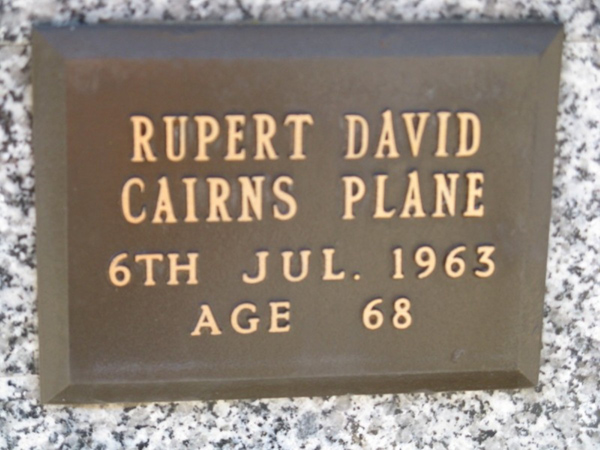 RUPERT DAVID
CAIRNS PLANE
6TH JUL. 1963
AGE 68